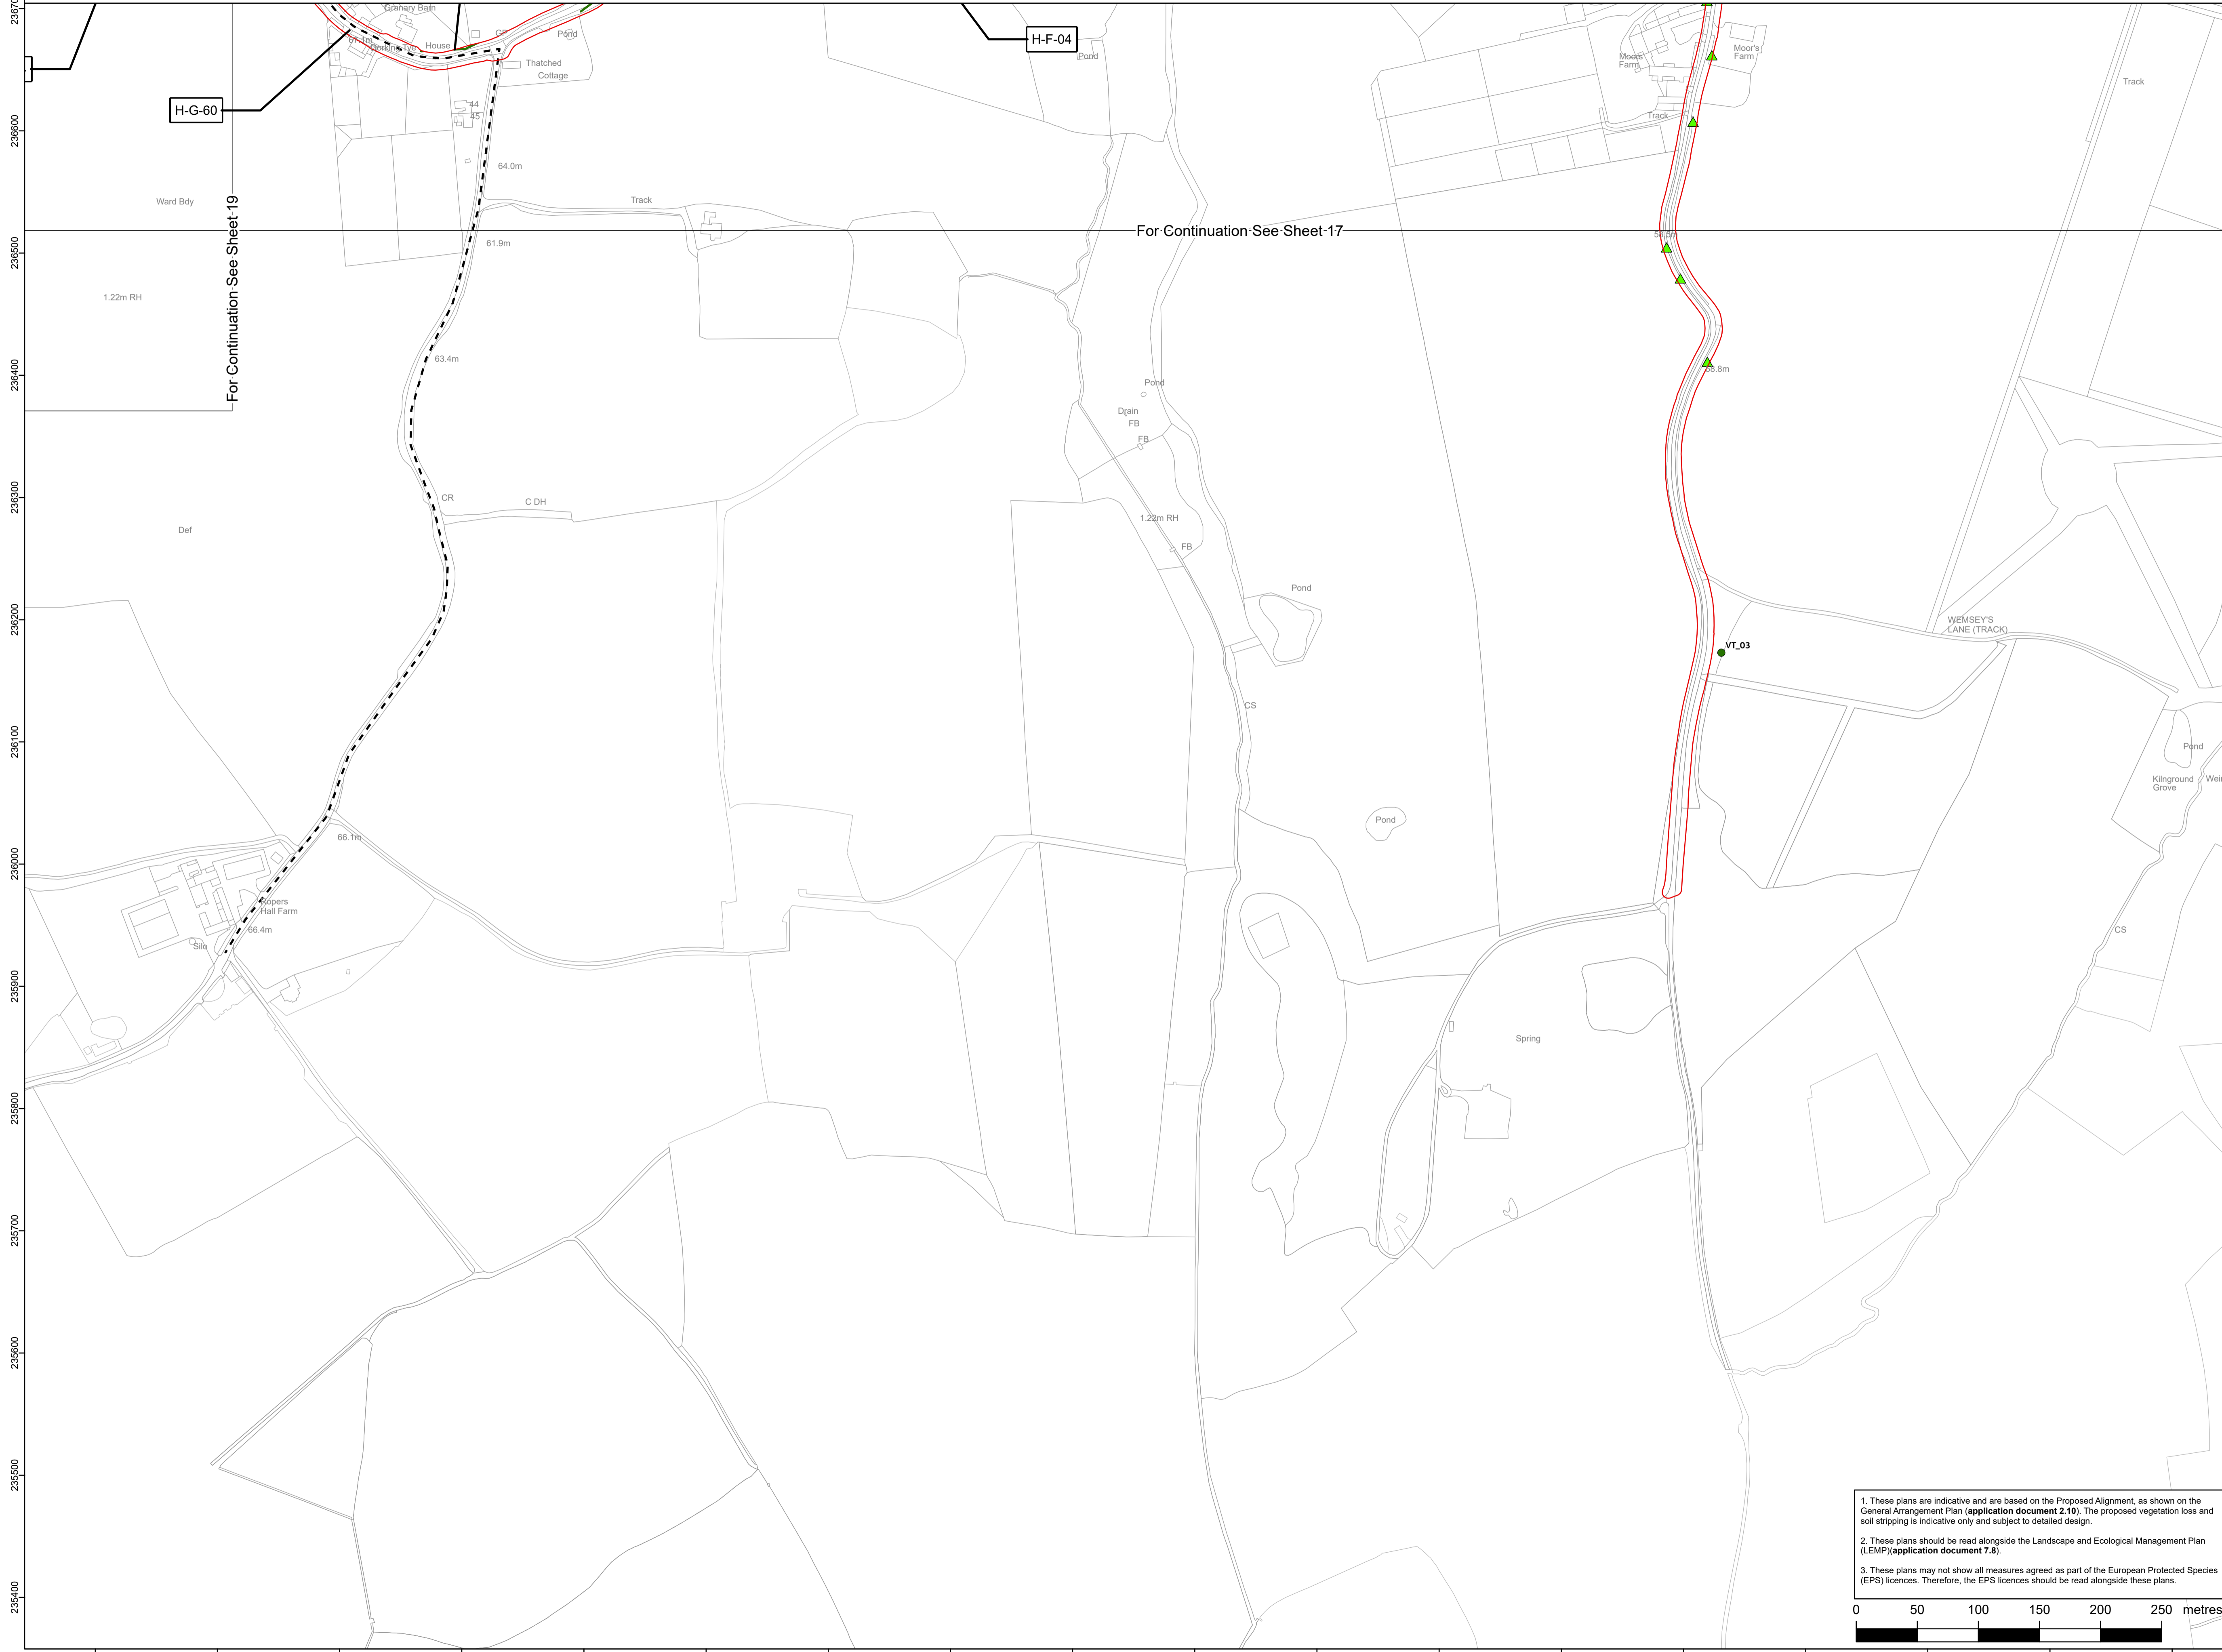 Granary Barn
House
GP
Pond
67.1m
Dorking Tye
Thatched
Cottage
H-F-04
Pond
Moors
Farm
Moor's
Farm
Track
H-G-60
44
45
Track
236600
64.0m
Ward Bdy
Track
For Continuation See Sheet 19
For Continuation See Sheet 17
61.9m
236500
1.22m RH
63.4m
236400
58.8m
Pond
Drain
FB
FB
236300
CR
C DH
1.22m RH
Def
FB
Pond
236200
WEMSEY'S
LANE (TRACK)
VT_03
CS
236100
Pond
Kilnground
Grove
Weir
66.1m
Pond
236000
Ropers
Hall Farm
66.4m
Silo
CS
235900
Spring
235800
235700
235600
235500
235400
1. These plans are indicative and are based on the Proposed Alignment, as shown on the
General Arrangement Plan (application document 2.10). The proposed vegetation loss and
soil stripping is indicative only and subject to detailed design.
2. These plans should be read alongside the Landscape and Ecological Management Plan
(LEMP)(application document 7.8).
3. These plans may not show all measures agreed as part of the European Protected Species
(EPS) licences. Therefore, the EPS licences should be read alongside these plans.
0 50 100 150 200 250 metres